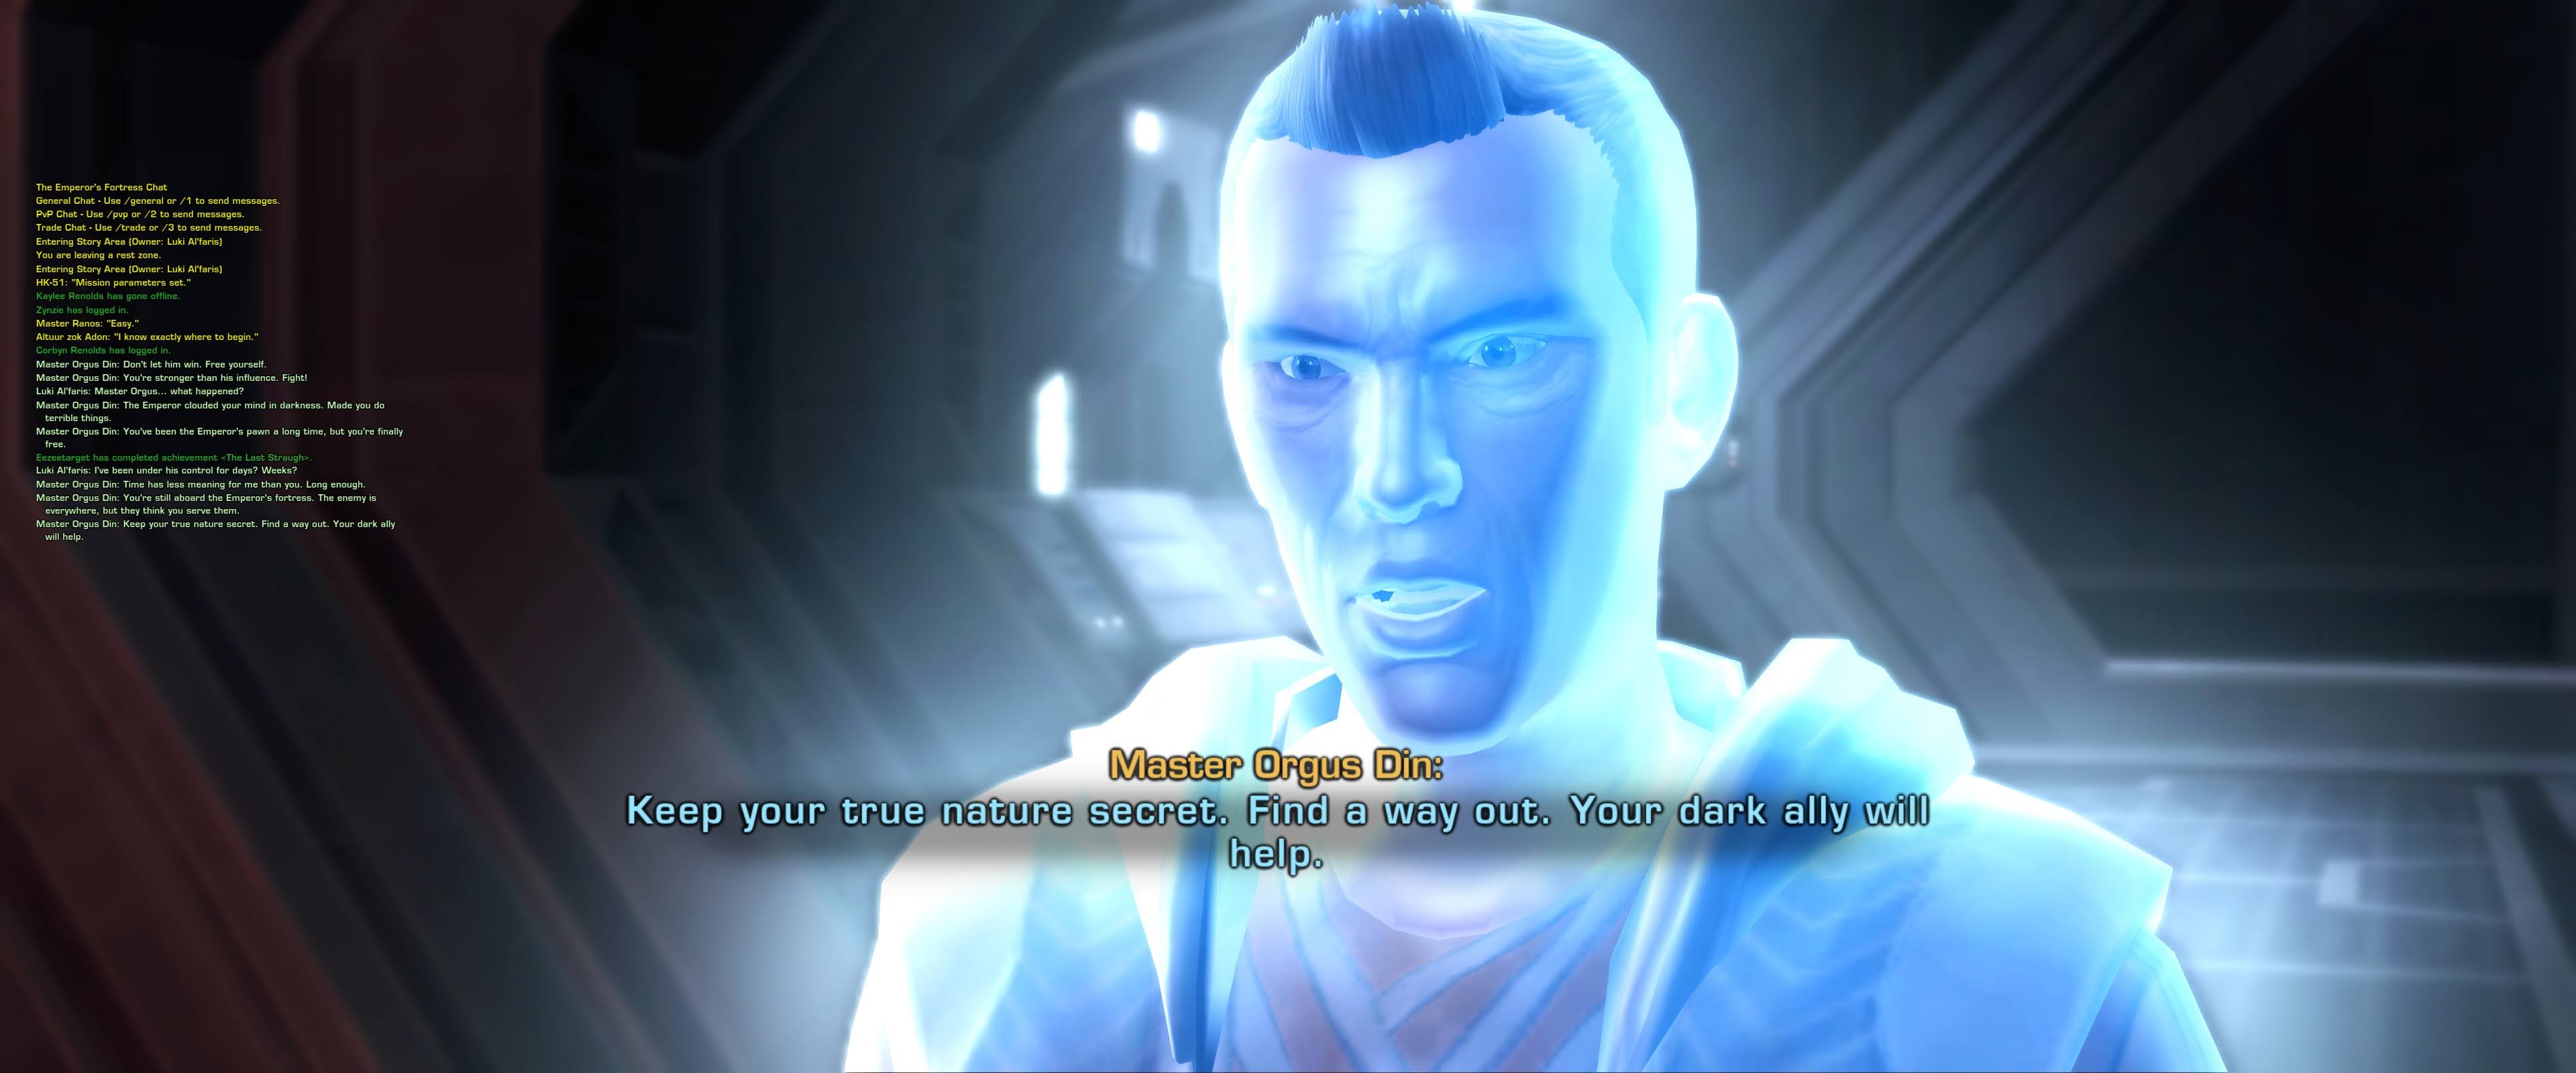 The Emperor's Fortress Chat
General Chat - Use /general or /1 to send messages.
PvP Chat - Use /pvp or /2 to send messages.
Trade Chat - Use /trade or /3 to send messages.
Entering Story Area (Owner: Luki Al'faris)
You are leaving a rest zone.
Entering Story Area (Owner: Luki Al'faris)
HK-51: "Mission parameters set."
Kaylee Renolds has gone offline.
Zynzie has logged in.
Master Ranos: "Easy."
Altuur zok Adon: "I know exactly where to begin."
Corbyn Renolds has logged in.
Master Orgus Din: Don't let him win. Free yourself.
Master Orgus Din: You're stronger than his influence. Fight!
Luki Al'faris: Master Orgus... what happened?
Master Orgus Din: The Emperor clouded your mind in darkness. Made you do
terrible things.
Master Orgus Din: You've been the Emperor's pawn a long time, but you're finally
free.
Eezeetarget has completed achievement <The Last Straugh>.
Luki Al'faris: I've been under his control for days? Weeks?
Master Orgus Din: Time has less meaning for me than you. Long enough.
Master Orgus Din: You're still aboard the Emperor's fortress. The enemy is
everywhere, but they think you serve them.
Master Orgus Din: Keep your true nature secret. Find a way out. Your dark ally
will help.
Master Orgus Din:
Keep your true nature secret. Find a way out. Your dark ally will
help.